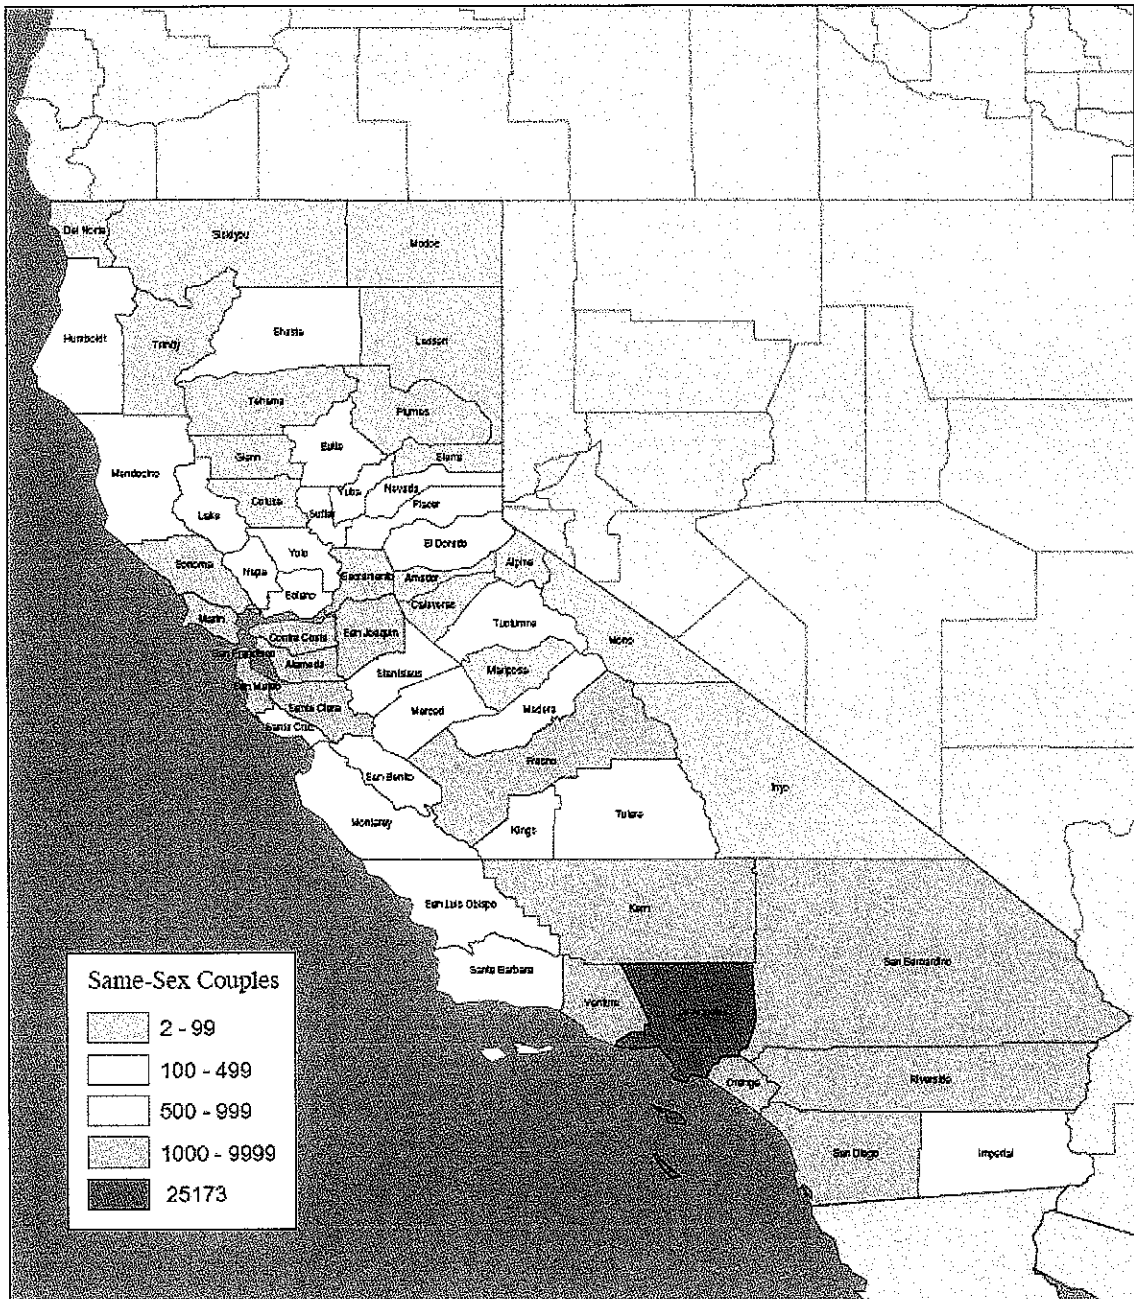 Del Norte
Siskiyou
Modoc
Humboldt
Trinity
Shasta
Lassen
Tehama
Plumas
Mendocino
Glenn
Butte
Sierra
Lake
Colusa
Sutter
Yuba
Nevada
Placer
El Dorado
Sonoma
Napa
Yolo
Sacramento
Amador
Alpine
Marin
Solano
Calaveras
Tuolumne
Mono
San Francisco
Contra Costa
San Joaquin
Alameda
Stanislaus
Mariposa
San Mateo
Santa Clara
Merced
Madera
Santa Cruz
San Benito
Fresno
Inyo
Monterey
Kings
Tulare
San Luis Obispo
Kern
San Bernardino
Santa Barbara
Ventura
Orange
Riverside
San Diego
Imperial
Same-Sex Couples
2 - 99
100 - 499
500 - 999
1000 - 9999
25173